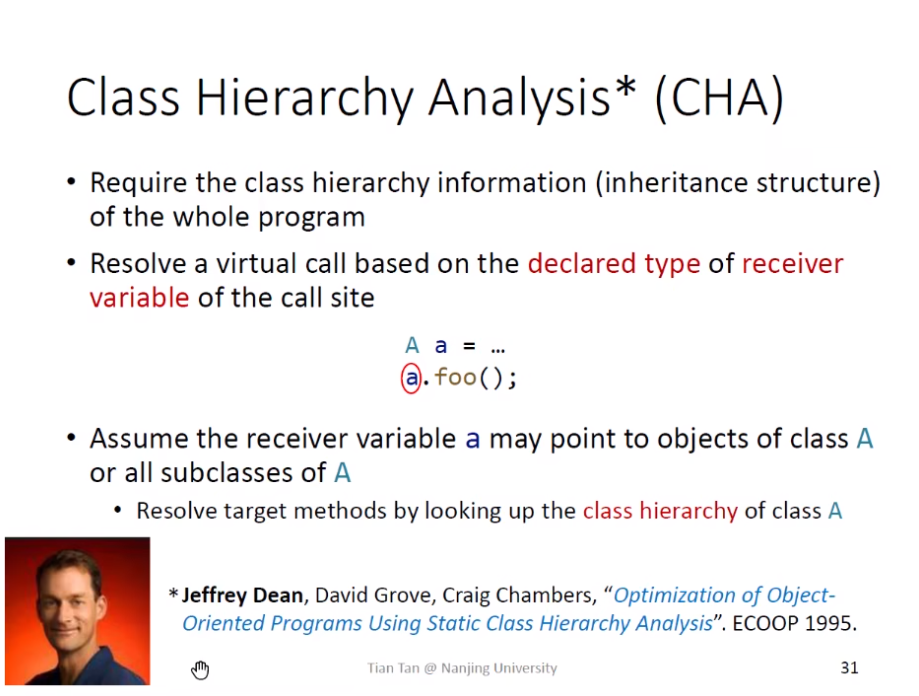 Class Hierarchy Analysis* (CHA)
• Require the class hierarchy information (inheritance structure)
of the whole program
• Resolve a virtual call based on the declared type of receiver
variable of the call site
A a = …
a.foo();
• Assume the receiver variable a may point to objects of class A
or all subclasses of A
• Resolve target methods by looking up the class hierarchy of class A
* Jeffrey Dean, David Grove, Craig Chambers, “Optimization of Object-
Oriented Programs Using Static Class Hierarchy Analysis”. ECOOP 1995.
Tian Tan @ Nanjing University
31